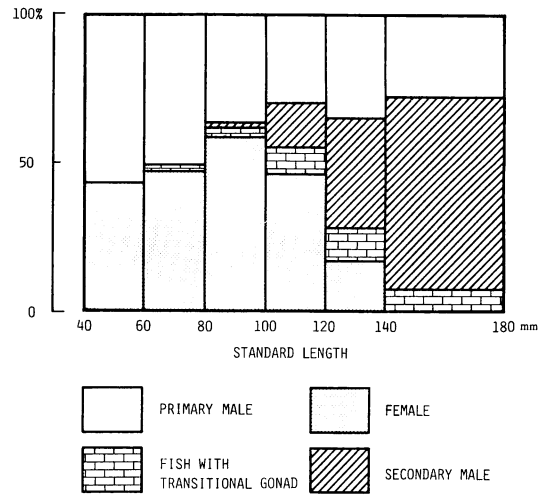 100%
50
0
40 60 80 100 120 140 180 mm
STANDARD LENGTH
PRIMARY MALE
FEMALE
FISH WITH
TRANSITIONAL GONAD
SECONDARY MALE